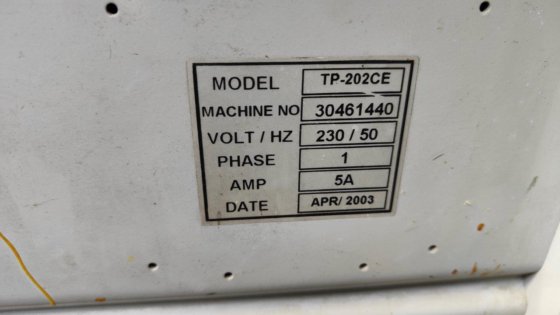 MODEL TP-202CE
MACHINE NO 30461440
VOLT / HZ 230 / 50
PHASE 1
AMP 5A
DATE APR/ 2003